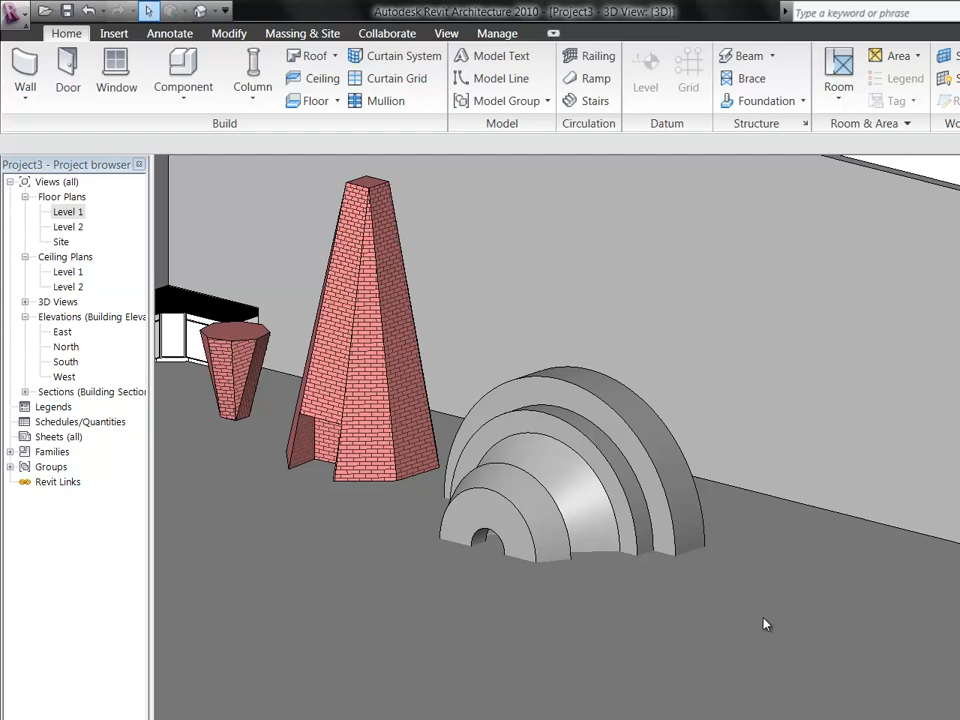 Autodesk Revit Architecture 2010 - [Project3 - 3D View: {3D}]
Type a keyword or phrase
Home Insert Annotate Modify Massing & Site Collaborate View Manage
Wall Door Window Component Column
Roof Curtain System
Ceiling Curtain Grid
Floor Mullion
Build
Model Text
Model Line
Model Group
Model
Railing
Ramp
Stairs
Circulation
Level Grid
Datum
Beam
Brace
Foundation
Structure
Room
Area
Legend
Tag
Room & Area
Project3 - Project browser
Views (all)
Floor Plans
Level 1
Level 2
Site
Ceiling Plans
Level 1
Level 2
3D Views
Elevations (Building Eleva
East
North
South
West
Sections (Building Section
Legends
Schedules/Quantities
Sheets (all)
Families
Groups
Revit Links